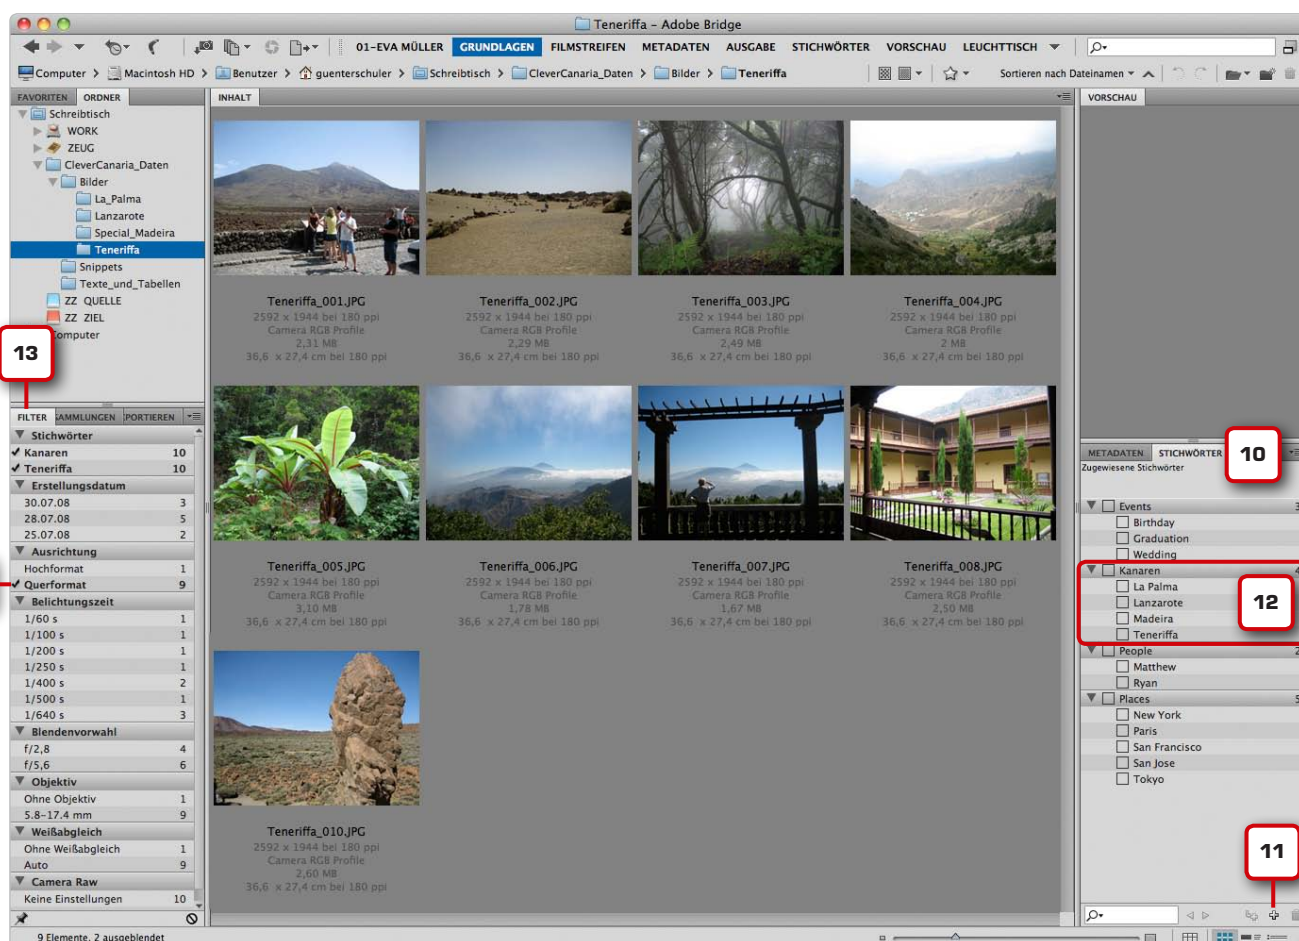 Teneriffa – Adobe Bridge
01-EVA MÜLLER GRUNDLAGEN FILMSTREIFEN METADATEN AUSGABE STICHWÖRTER VORSCHAU LEUCHTTISCH
Computer > Macintosh HD > Benutzer > guenterschuler > Schreibtisch > CleverCanaria_Daten > Bilder > Teneriffa
Sortieren nach Dateinamen
FAVORITEN ORDNER
Schreibtisch
WORK
ZEUG
CleverCanaria_Daten
Bilder
La_Palma
Lanzarote
Special_Madeira
Teneriffa
Snippets
Texte_und_Tabellen
ZZ QUELLE
ZZ ZIEL
omputer
13
FILTER AMMLUNGEN PORTIEREN
Stichwörter
Kanaren 10
Teneriffa 10
Erstellungsdatum
30.07.08 3
28.07.08 5
25.07.08 2
Ausrichtung
Hochformat 1
Querformat 9
Belichtungszeit
1/60 s 1
1/100 s 1
1/200 s 1
1/250 s 1
1/400 s 2
1/500 s 1
1/640 s 3
Blendenvorwahl
f/2,8 4
f/5,6 6
Objektiv
Ohne Objektiv 1
5.8-17.4 mm 9
Weißabgleich
Ohne Weißabgleich 1
Auto 9
Camera Raw
Keine Einstellungen 10
9 Elemente, 2 ausgeblendet
INHALT
Teneriffa_001.JPG
2592 x 1944 bei 180 ppi
Camera RGB Profile
2,31 MB
36,6 x 27,4 cm bei 180 ppi
Teneriffa_002.JPG
2592 x 1944 bei 180 ppi
Camera RGB Profile
2,29 MB
36,6 x 27,4 cm bei 180 ppi
Teneriffa_003.JPG
2592 x 1944 bei 180 ppi
Camera RGB Profile
2,49 MB
36,6 x 27,4 cm bei 180 ppi
Teneriffa_004.JPG
2592 x 1944 bei 180 ppi
Camera RGB Profile
2 MB
36,6 x 27,4 cm bei 180 ppi
Teneriffa_005.JPG
2592 x 1944 bei 180 ppi
Camera RGB Profile
3,10 MB
36,6 x 27,4 cm bei 180 ppi
Teneriffa_006.JPG
2592 x 1944 bei 180 ppi
Camera RGB Profile
1,78 MB
36,6 x 27,4 cm bei 180 ppi
Teneriffa_007.JPG
2592 x 1944 bei 180 ppi
Camera RGB Profile
1,67 MB
36,6 x 27,4 cm bei 180 ppi
Teneriffa_008.JPG
2592 x 1944 bei 180 ppi
Camera RGB Profile
2,50 MB
36,6 x 27,4 cm bei 180 ppi
Teneriffa_010.JPG
2592 x 1944 bei 180 ppi
Camera RGB Profile
2,60 MB
36,6 x 27,4 cm bei 180 ppi
VORSCHAU
METADATEN STICHWÖRTER
10
Zugewiesene Stichwörter
Events 3
Birthday
Graduation
Wedding
Kanaren 4
La Palma
Lanzarote
Madeira
Teneriffa
12
People 2
Matthew
Ryan
Places 5
New York
Paris
San Francisco
San Jose
Tokyo
11